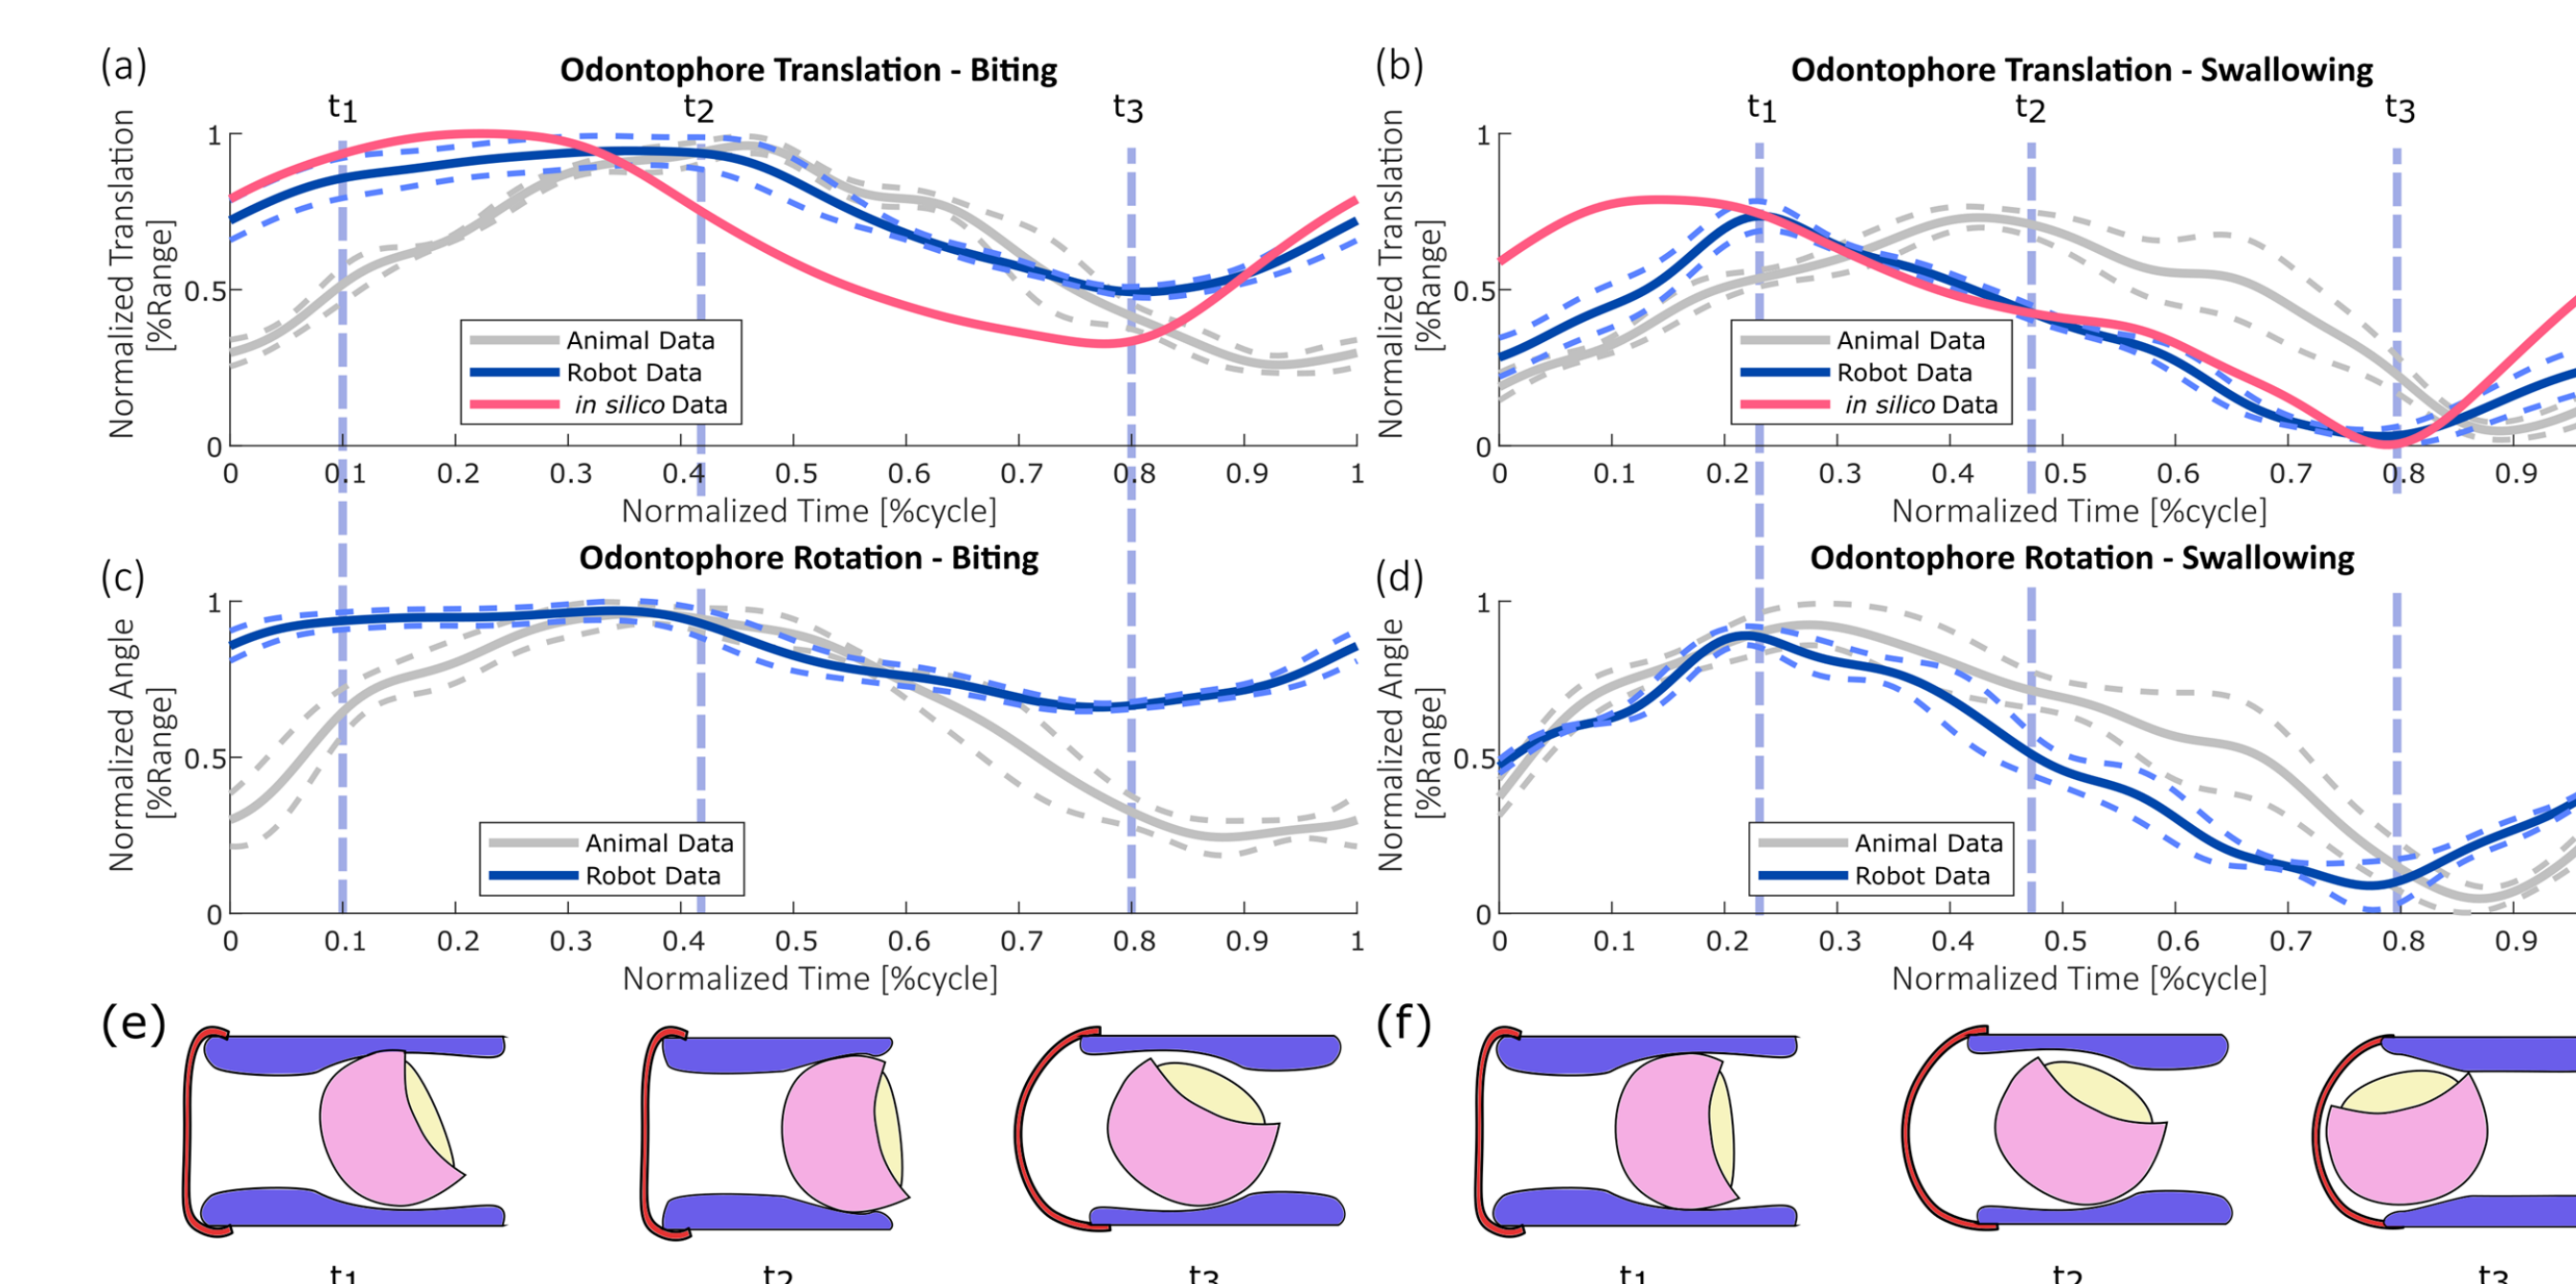 (a)
Odontophore Translation - Biting
t1 t2 t3
Normalized Translation
[%Range]
1
0.5
0
Animal Data
Robot Data
in silico Data
0 0.1 0.2 0.3 0.4 0.5 0.6 0.7 0.8 0.9 1
Normalized Time [%cycle]
(b)
Odontophore Translation - Swallowing
t1 t2 t3
Normalized Translation
[%Range]
1
0.5
0
Animal Data
Robot Data
in silico Data
0 0.1 0.2 0.3 0.4 0.5 0.6 0.7 0.8 0.9
Normalized Time [%cycle]
(c)
Odontophore Rotation - Biting
Normalized Angle
[%Range]
1
0.5
0
Animal Data
Robot Data
0 0.1 0.2 0.3 0.4 0.5 0.6 0.7 0.8 0.9 1
Normalized Time [%cycle]
(d)
Odontophore Rotation - Swallowing
Normalized Angle
[%Range]
1
0.5
0
Animal Data
Robot Data
0 0.1 0.2 0.3 0.4 0.5 0.6 0.7 0.8 0.9
Normalized Time [%cycle]
(e)
t1 t2 t3
(f)
t1 t2 t3